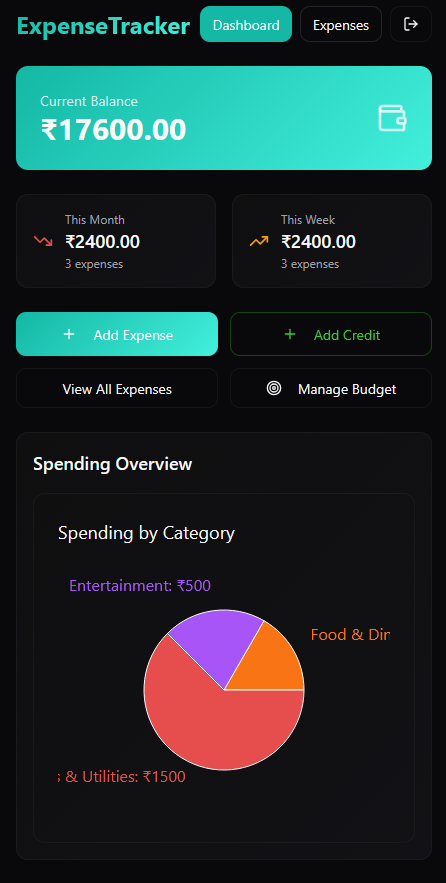 ExpenseTracker
Dashboard
Expenses
Current Balance
₹17600.00
This Month
₹2400.00
3 expenses
This Week
₹2400.00
3 expenses
Add Expense
Add Credit
View All Expenses
Manage Budget
Spending Overview
Spending by Category
Entertainment: ₹500
Food &
& Utilities: ₹1500